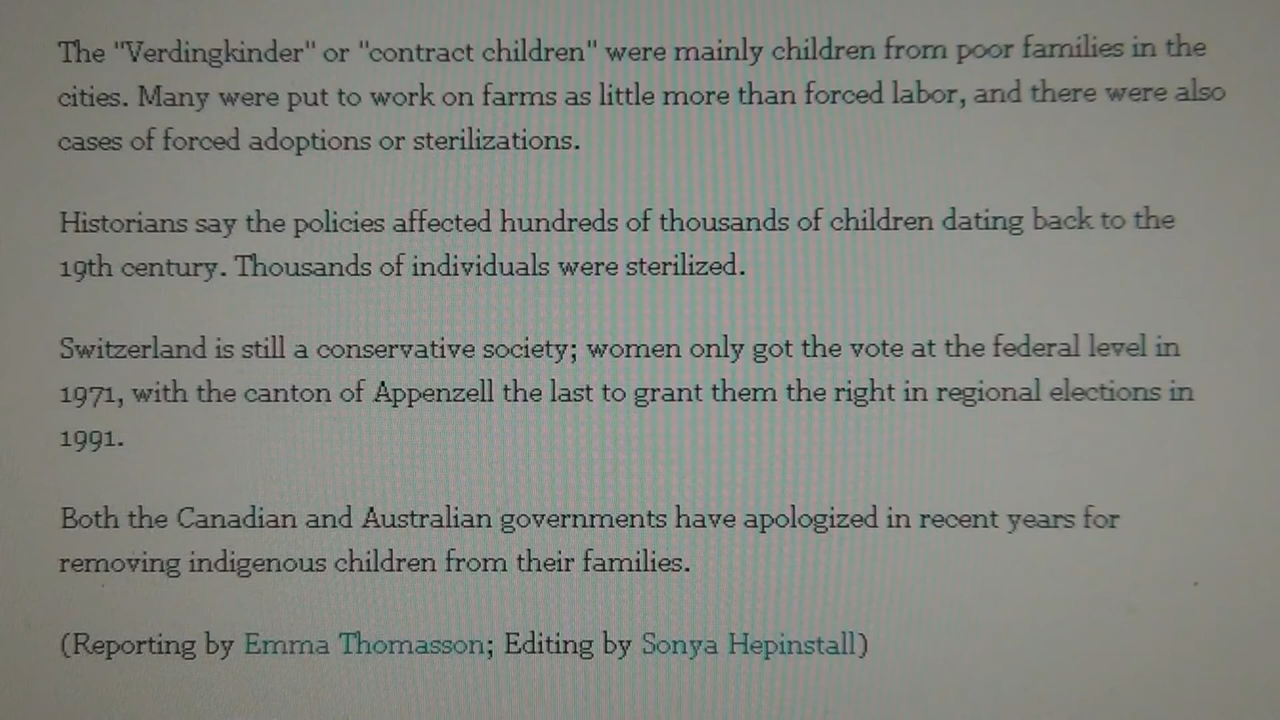 The "Verdingkinder" or "contract children" were mainly children from poor families in the
cities. Many were put to work on farms as little more than forced labor, and there were also
cases of forced adoptions or sterilizations.
Historians say the policies affected hundreds of thousands of children dating back to the
19th century. Thousands of individuals were sterilized.
Switzerland is still a conservative society; women only got the vote at the federal level in
1971, with the canton of Appenzell the last to grant them the right in regional elections in
1991.
Both the Canadian and Australian governments have apologized in recent years for
removing indigenous children from their families.
(Reporting by Emma Thomasson; Editing by Sonya Hepinstall)